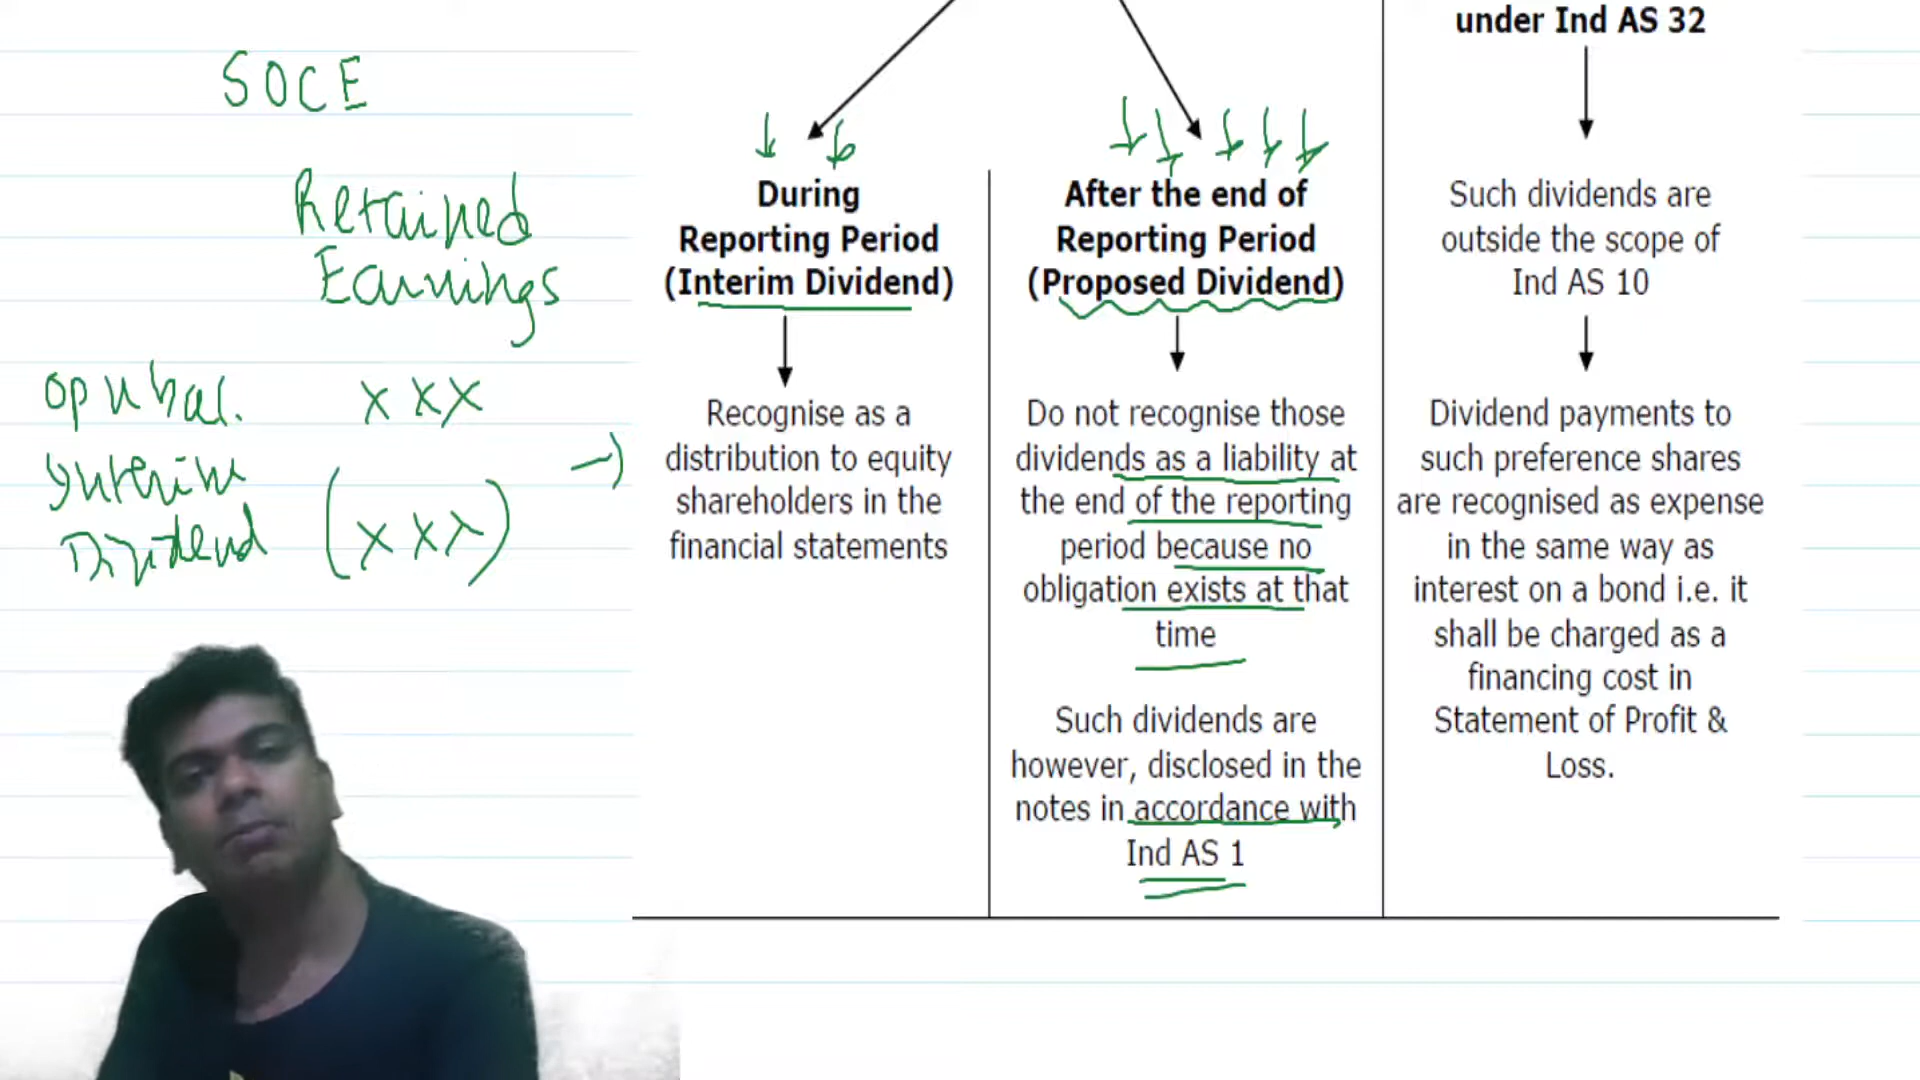 SOCE
Retained
Earnings
Opn bal. xxx
Interim
Dividend (xxx)
During
Reporting Period
(Interim Dividend)
Recognise as a
distribution to equity
shareholders in the
financial statements
After the end of
Reporting Period
(Proposed Dividend)
Do not recognise those
dividends as a liability at
the end of the reporting
period because no
obligation exists at that
time
Such dividends are
however, disclosed in the
notes in accordance with
Ind AS 1
under Ind AS 32
Such dividends are
outside the scope of
Ind AS 10
Dividend payments to
such preference shares
are recognised as expense
in the same way as
interest on a bond i.e. it
shall be charged as a
financing cost in
Statement of Profit &
Loss.